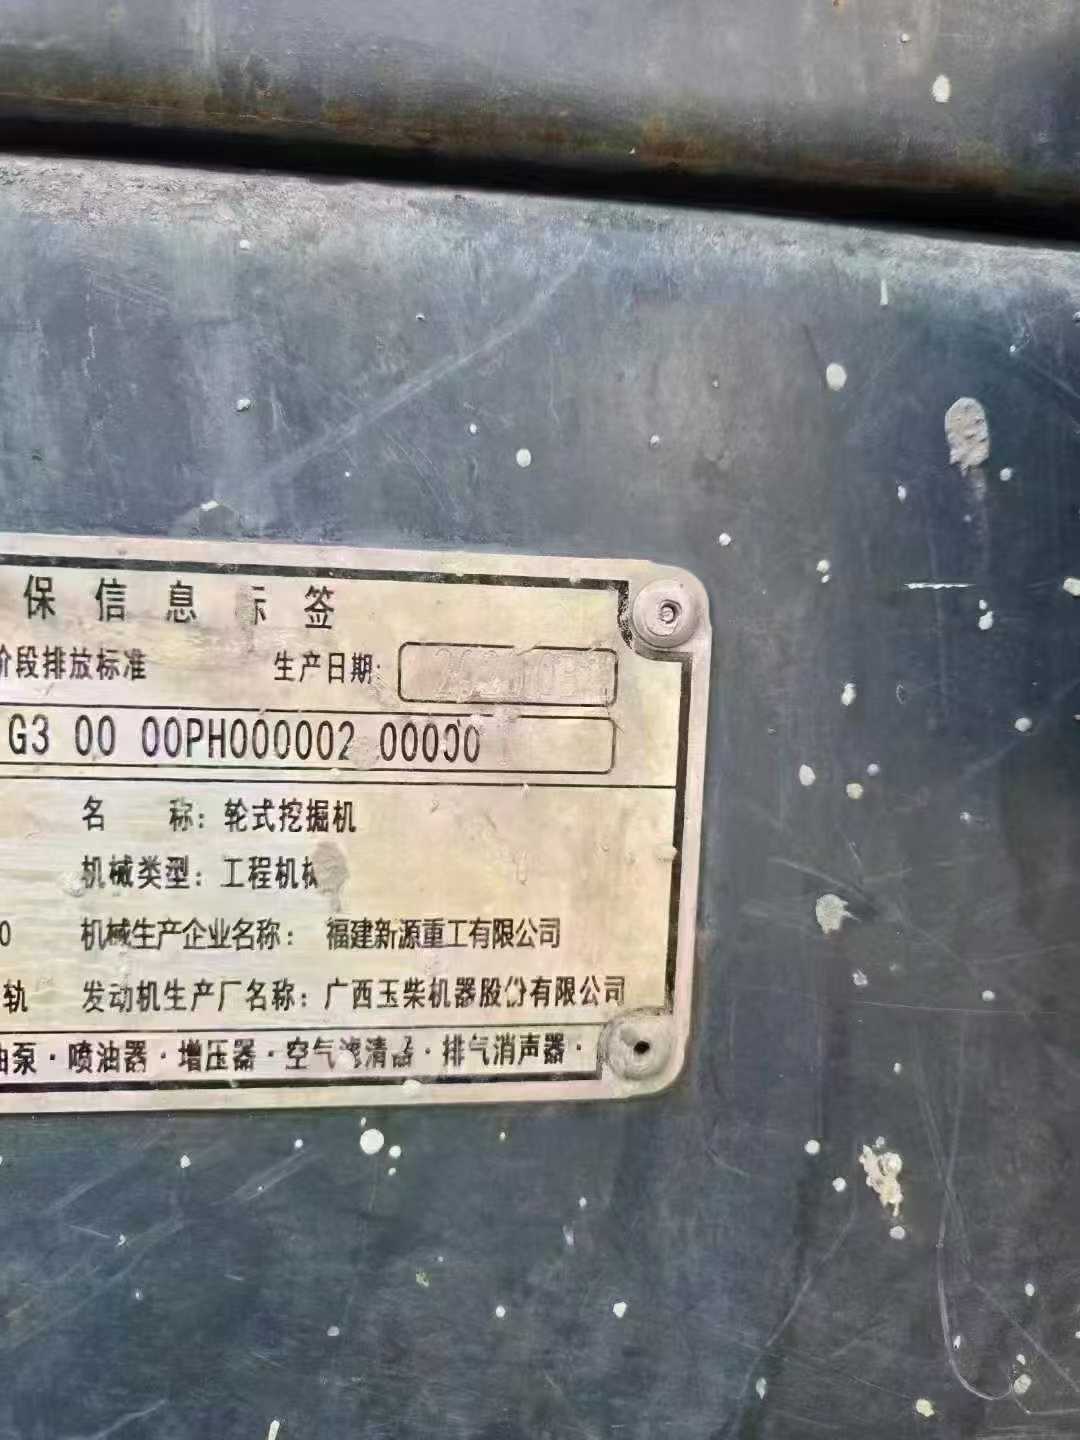 保信息标签
阶段排放标准 生产日期:
G3 00 00PH000002 00000
名 称: 轮式挖掘机
机械类型: 工程机械
0 机械生产企业名称: 福建新源重工有限公司
轨 发动机生产厂名称: 广西玉柴机器股份有限公司
油泵·喷油器·增压器·空气滤清器·排气消声器·